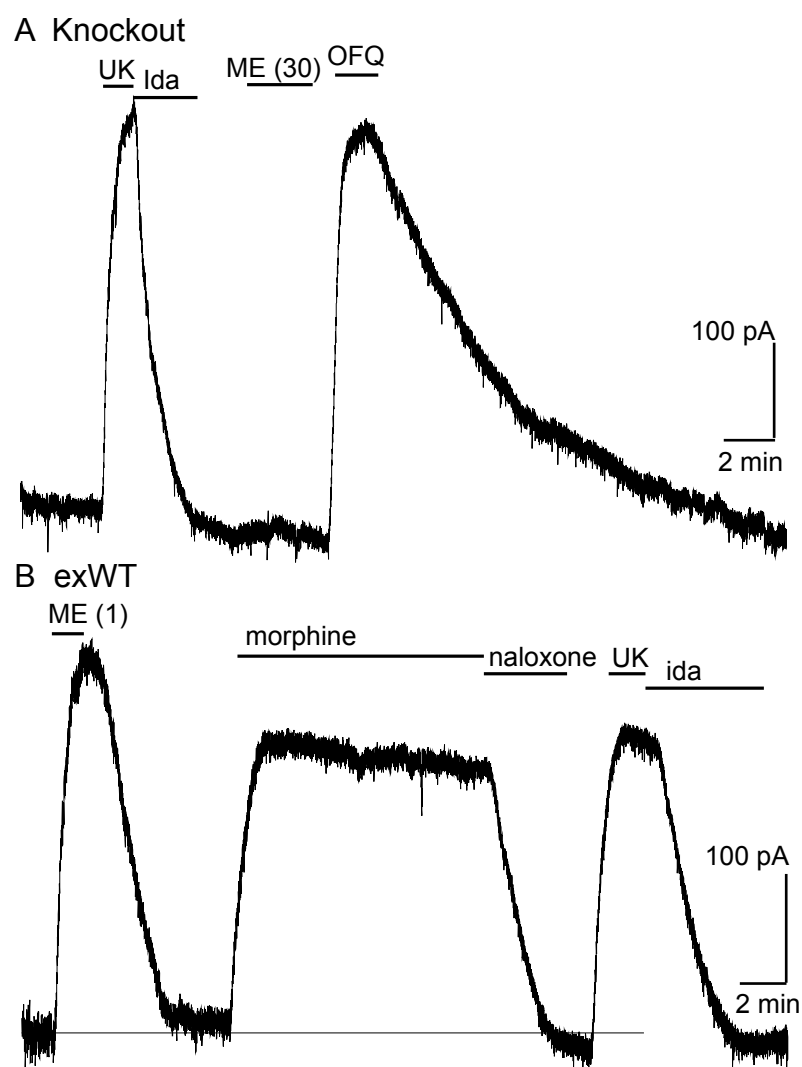 A Knockout
UK
Ida
ME (30)
OFQ
100 pA
2 min
B exWT
ME (1)
morphine
naloxone
UK
ida
100 pA
2 min